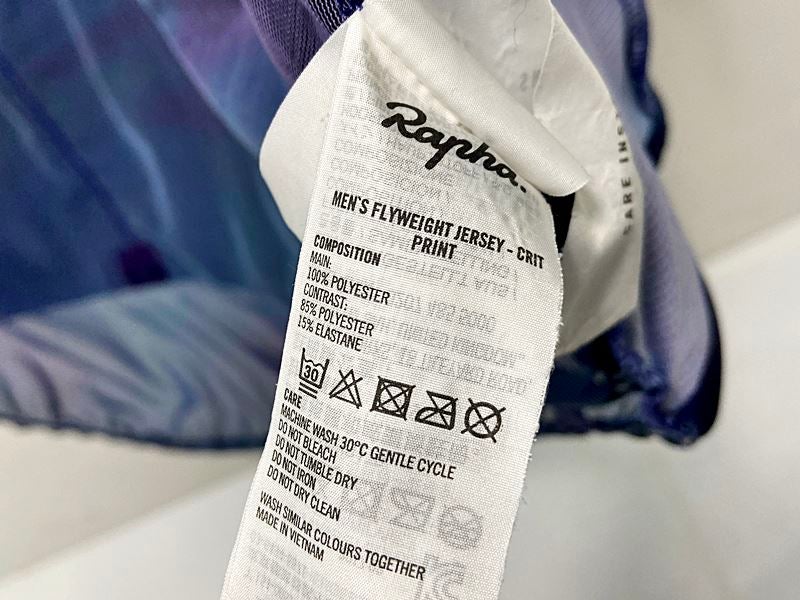 Rapha.
MEN'S FLYWEIGHT JERSEY - CRIT
PRINT
COMPOSITION
MAIN:
100% POLYESTER
CONTRAST:
85% POLYESTER
15% ELASTANE
30
CARE
MACHINE WASH 30°C GENTLE CYCLE
DO NOT BLEACH
DO NOT TUMBLE DRY
DO NOT IRON
DO NOT DRY CLEAN
WASH SIMILAR COLOURS TOGETHER
MADE IN VIETNAM
CARE